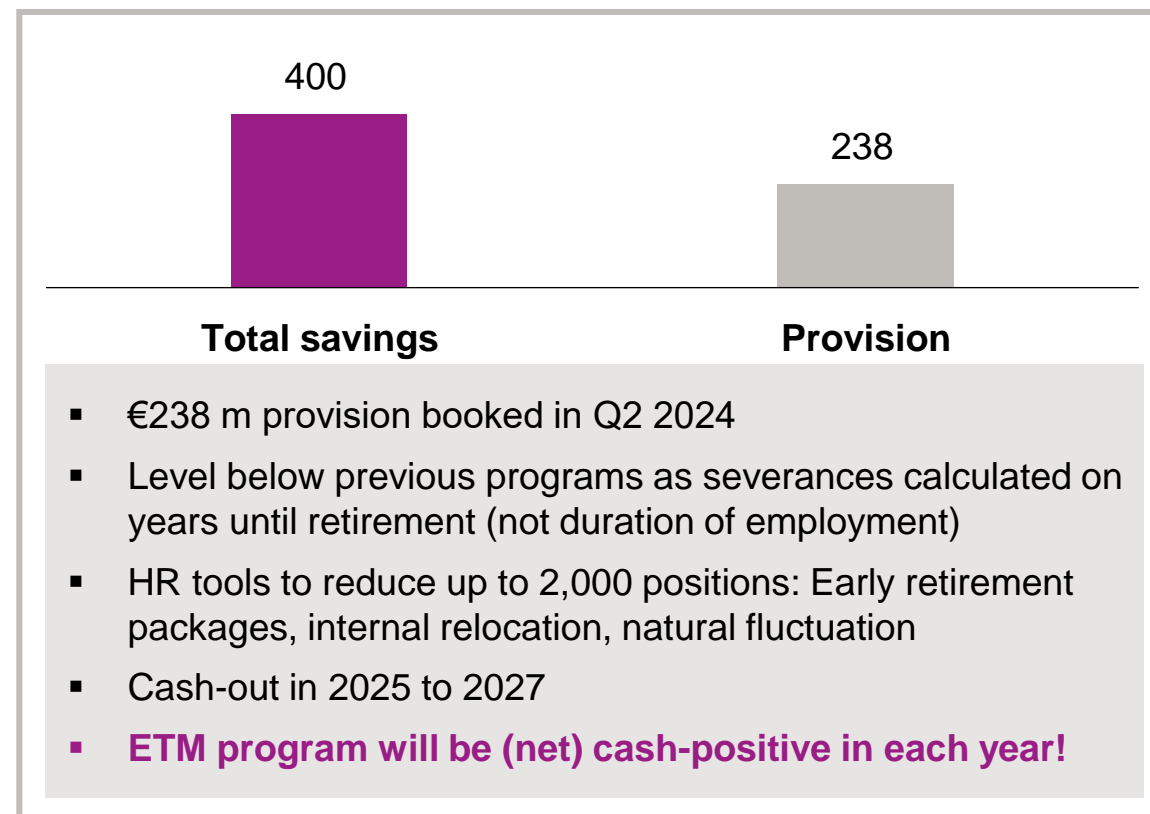 400
238
Total savings
Provision
▪ €238 m provision booked in Q2 2024
▪ Level below previous programs as severances calculated on
years until retirement (not duration of employment)
▪ HR tools to reduce up to 2,000 positions: Early retirement
packages, internal relocation, natural fluctuation
▪ Cash-out in 2025 to 2027
▪ ETM program will be (net) cash-positive in each year!